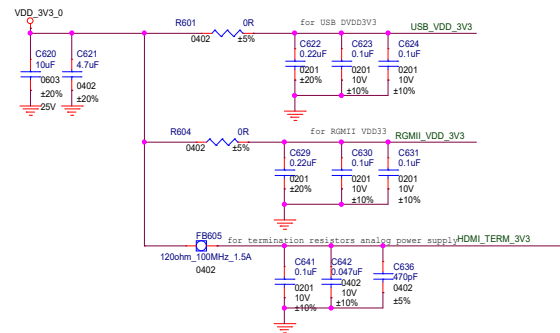 VDD_3V3_0
R601 0R
0402 ±5%
for USB DVDD3V3
USB_VDD_3V3
C620
10uF
0603
±20%
25V
C621
4.7uF
0402
±20%
C622
0.22uF
0201
±20%
C623
0.1uF
0201
10V
±10%
C624
0.1uF
0201
10V
±10%
R604 0R
0402 ±5%
for RGMII VDD33
RGMII_VDD_3V3
C629
0.22uF
0201
±20%
C630
0.1uF
0201
10V
±10%
C631
0.1uF
0201
10V
±10%
FB605
120ohm_100MHz_1.5A
0402
for termination resistors analog power supply
HDMI_TERM_3V3
C641
0.1uF
0201
10V
±10%
C642
0.047uF
0402
10V
±10%
C636
470pF
0402
±5%